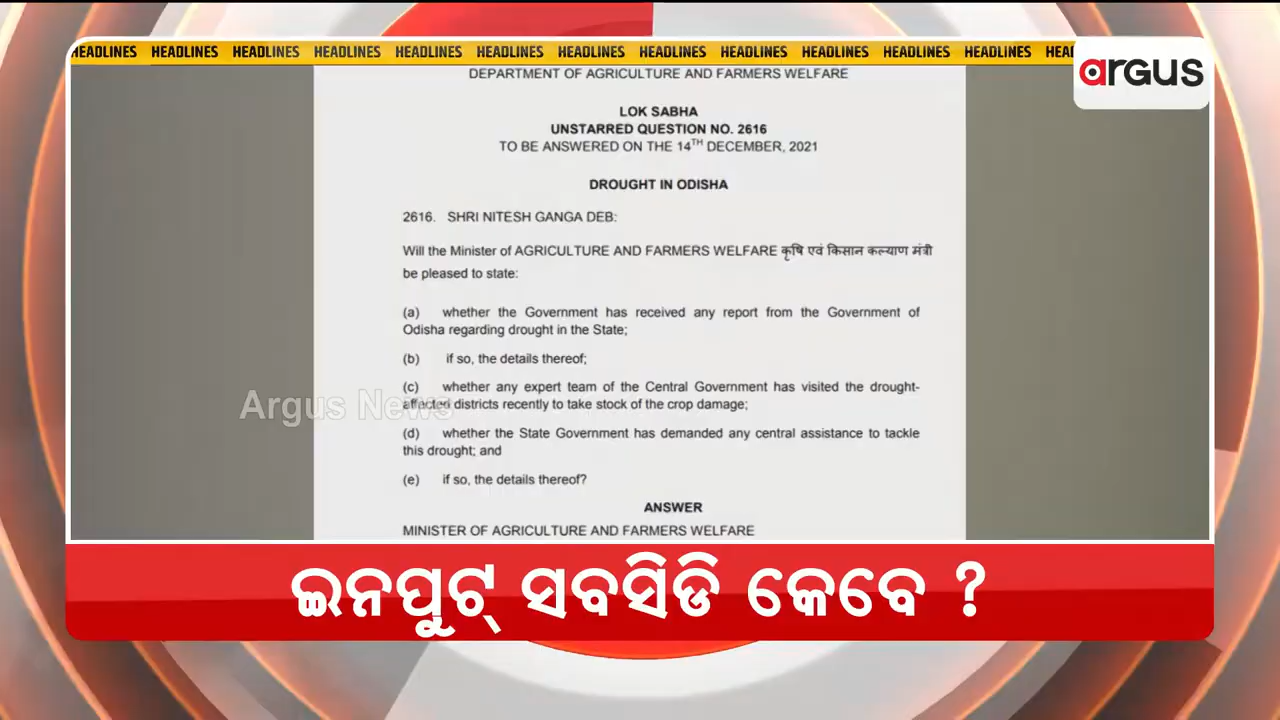 HEADLINES HEADLINES HEADLINES HEADLINES HEADLINES HEADLINES HEADLINES HEADLINES HEADLINES HEADLINES HEADLINES HEADLINES
argus
DEPARTMENT OF AGRICULTURE AND FARMERS WELFARE
LOK SABHA
UNSTARRED QUESTION NO. 2616
TO BE ANSWERED ON THE 14TH DECEMBER, 2021
DROUGHT IN ODISHA
2616. SHRI NITESH GANGA DEB:
Will the Minister of AGRICULTURE AND FARMERS WELFARE कृषि एवं किसान कल्याण मंत्री
be pleased to state:
(a) whether the Government has received any report from the Government of
Odisha regarding drought in the State;
(b) if so, the details thereof;
(c) whether any expert team of the Central Government has visited the drought-
affected districts recently to take stock of the crop damage;
Argus News
(d) whether the State Government has demanded any central assistance to tackle
this drought; and
(e) if so, the details thereof?
ANSWER
MINISTER OF AGRICULTURE AND FARMERS WELFARE
ଇନପୁଟ୍ ସବସିଡି କେବେ ?